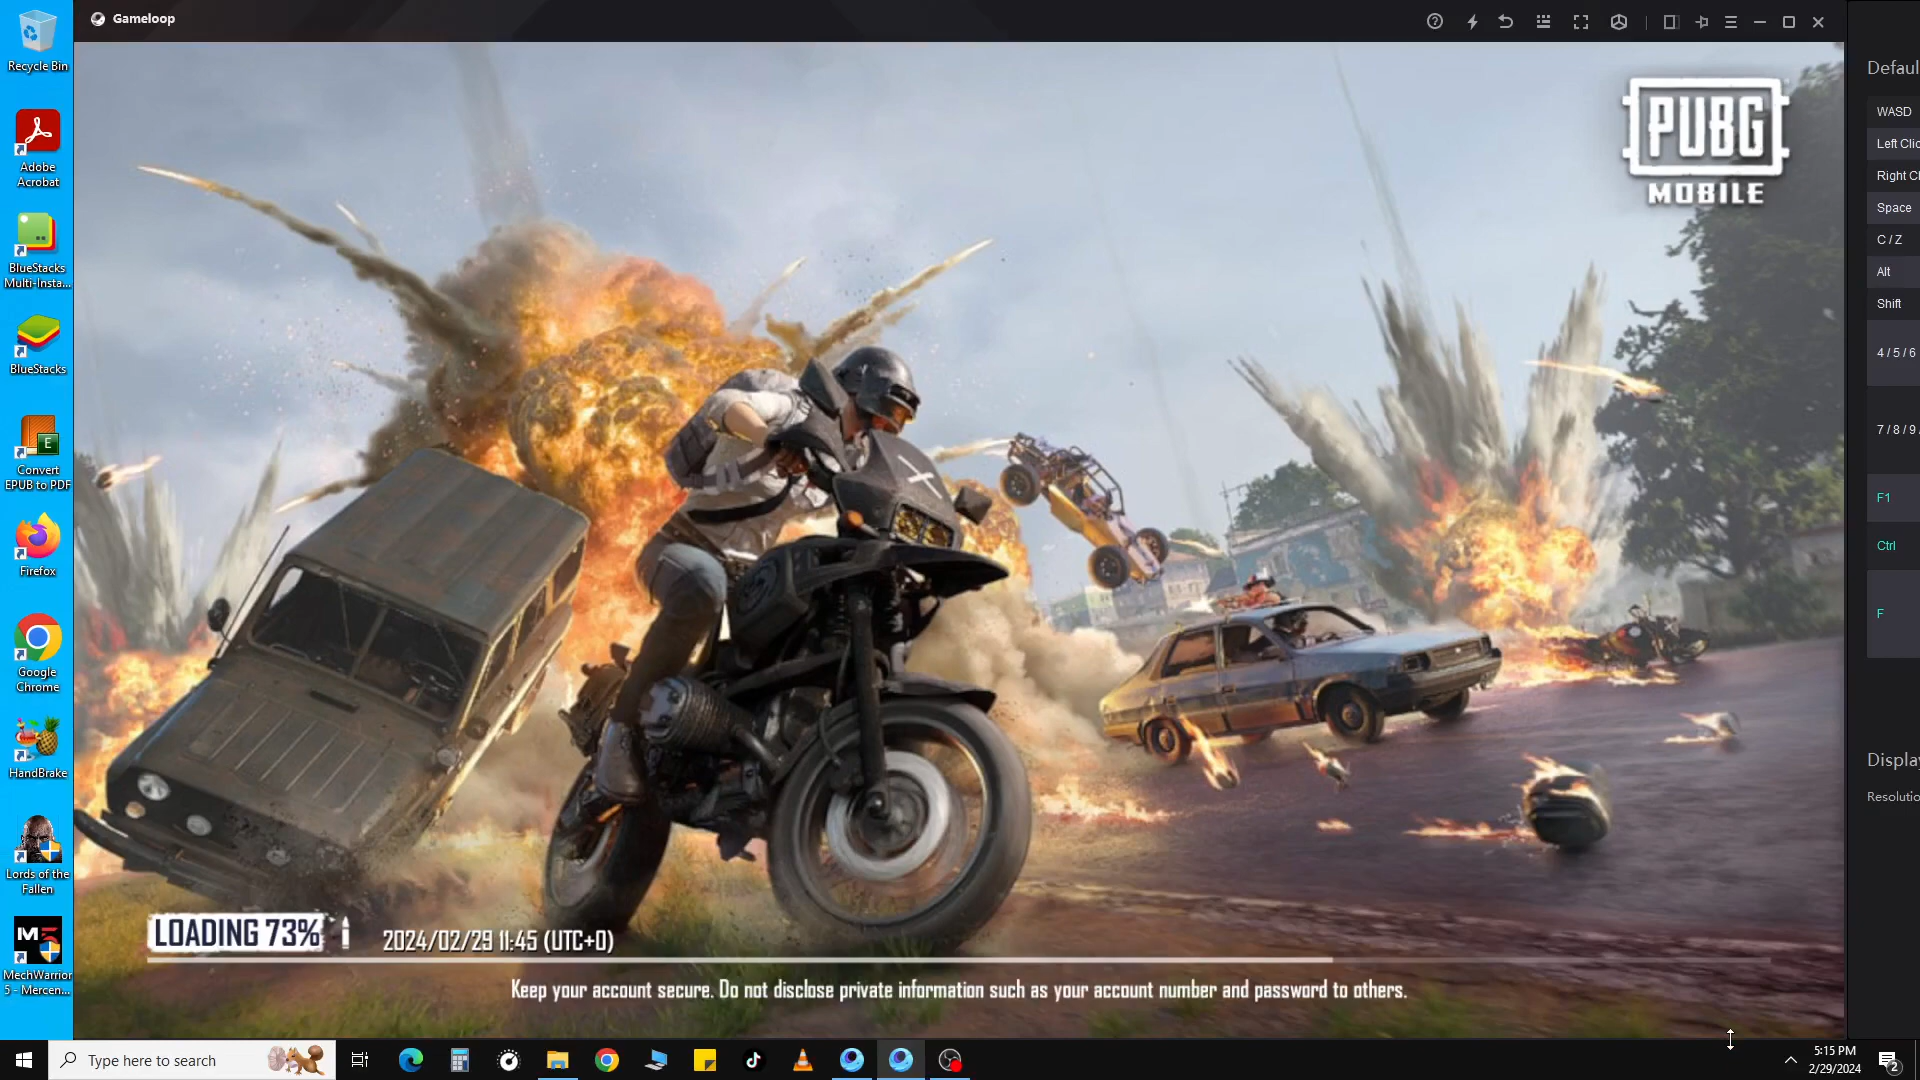 Gameloop
Recycle Bin
Adobe
Acrobat
BlueStacks
Multi-Insta...
BlueStacks
E
Convert
EPUB to PDF
Firefox
Google
Chrome
HandBrake
Lords of the
Fallen
M5
MechWarrior
5 - Mercen...
PUBG
MOBILE
LOADING 73%
2024/02/29 11:45 (UTC+0)
Keep your account secure. Do not disclose private information such as your account number and password to others.
Defaul
WASD
Left Clic
Right Cl
Space
C / Z
Alt
Shift
4 / 5 / 6
7 / 8 / 9
F1
Ctrl
F
Display
Resolutio
Type here to search
5:15 PM
2/29/2024
2